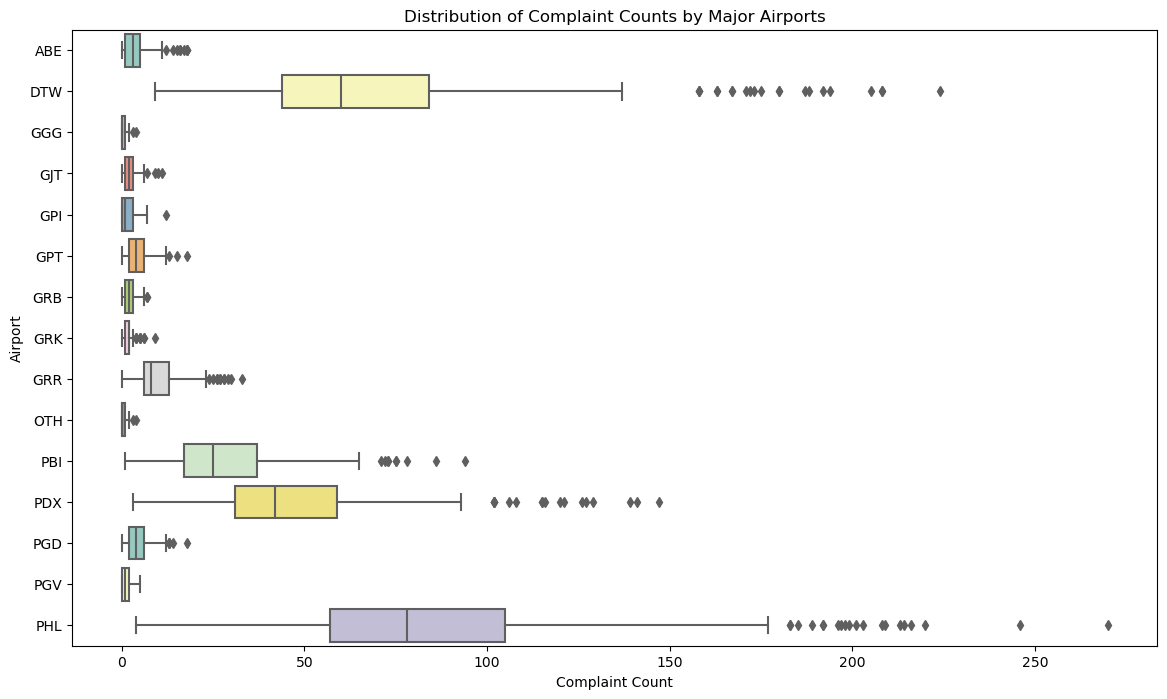 Distribution of Complaint Counts by Major Airports
Airport
ABE
DTW
GGG
GJT
GPI
GPT
GRB
GRK
GRR
OTH
PBI
PDX
PGD
PGV
PHL
0 50 100 150 200 250
Complaint Count